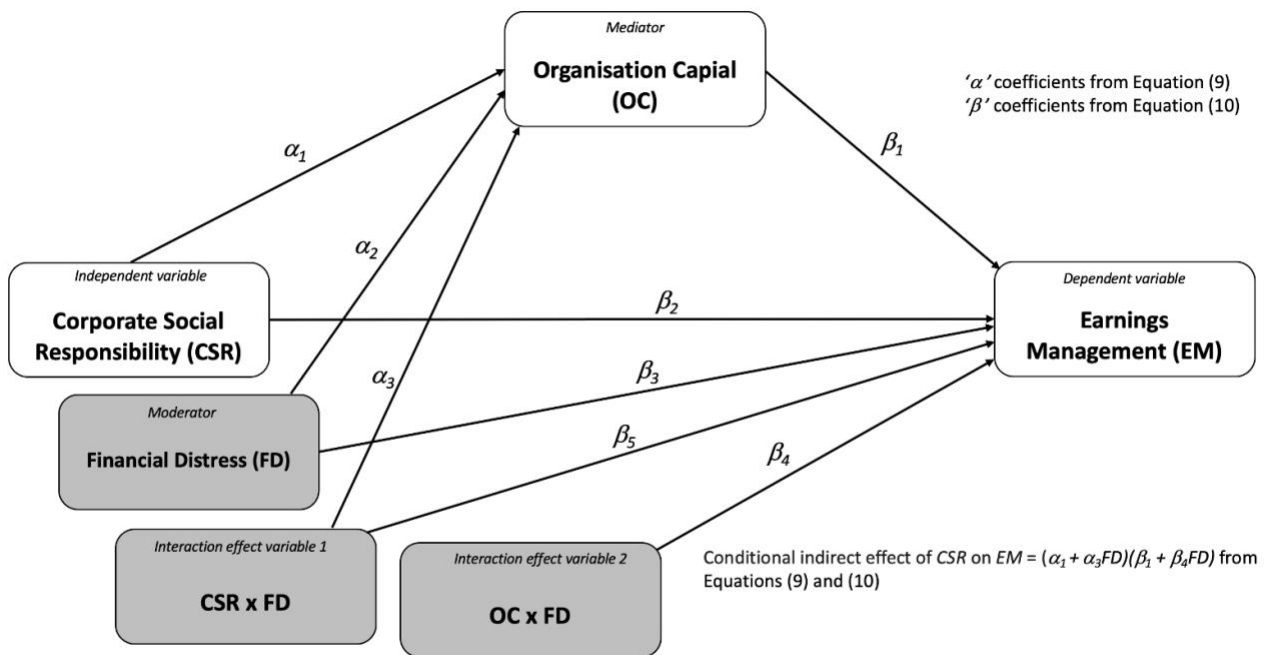 Mediator
Organisation Capial
(OC)
‘α’ coefficients from Equation (9)
‘β’ coefficients from Equation (10)
α1
β1
α2
Independent variable
Corporate Social
Responsibility (CSR)
β2
Dependent variable
Earnings
Management (EM)
α3
β3
Moderator
Financial Distress (FD)
β5
β4
Interaction effect variable 1
CSR x FD
Interaction effect variable 2
OC x FD
Conditional indirect effect of CSR on EM = (α1 + α3FD)(β1 + β4FD) from
Equations (9) and (10)